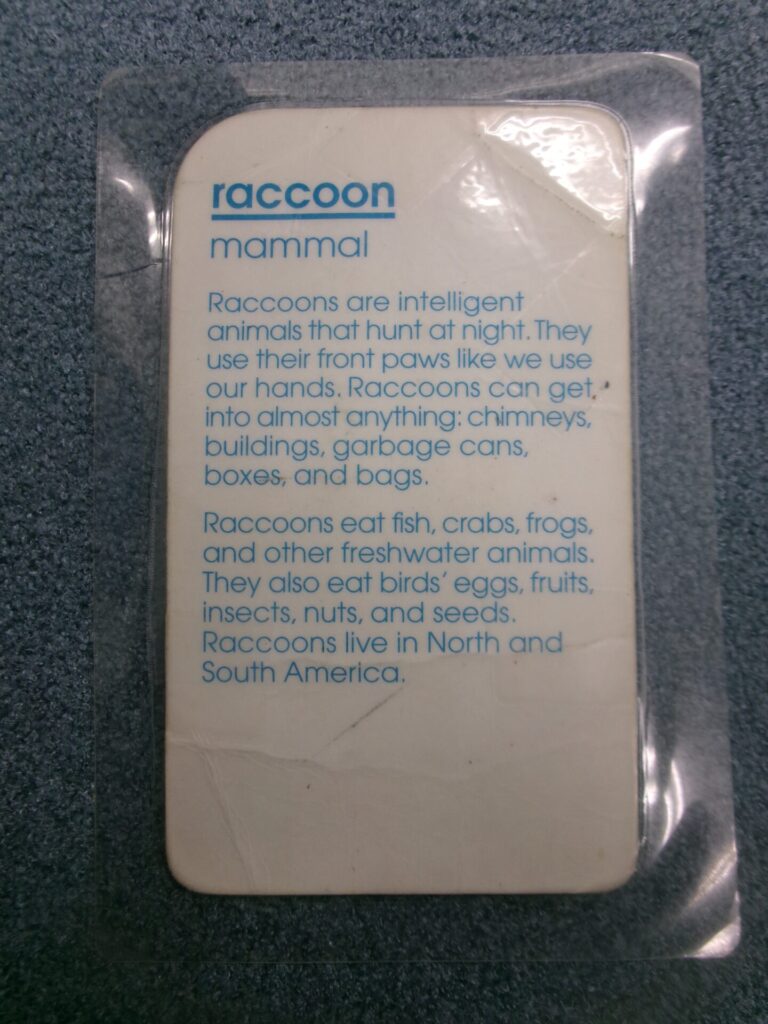 raccoon
mammal
Raccoons are intelligent
animals that hunt at night. They
use their front paws like we use
our hands. Raccoons can get
into almost anything: chimneys,
buildings, garbage cans,
boxes, and bags.
Raccoons eat fish, crabs, frogs,
and other freshwater animals.
They also eat birds’ eggs, fruits,
insects, nuts, and seeds.
Raccoons live in North and
South America.